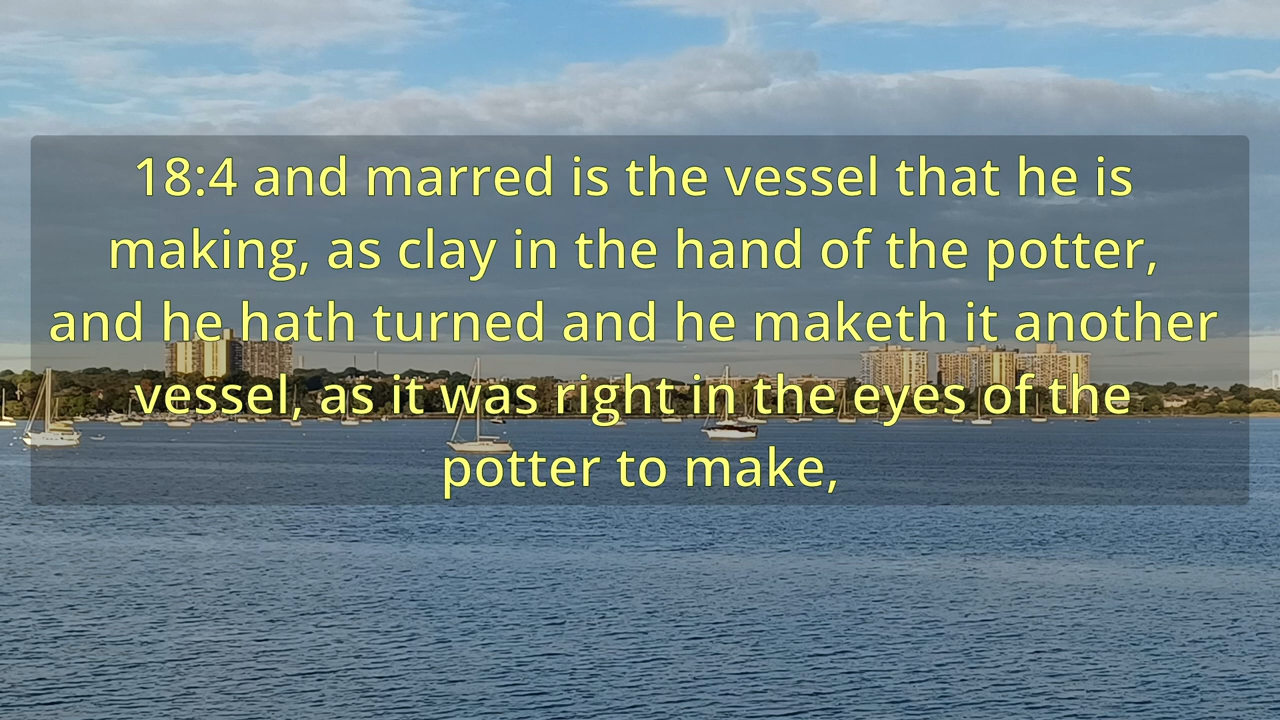 18:4 and marred is the vessel that he is
making, as clay in the hand of the potter,
and he hath turned and he maketh it another
vessel, as it was right in the eyes of the
potter to make,